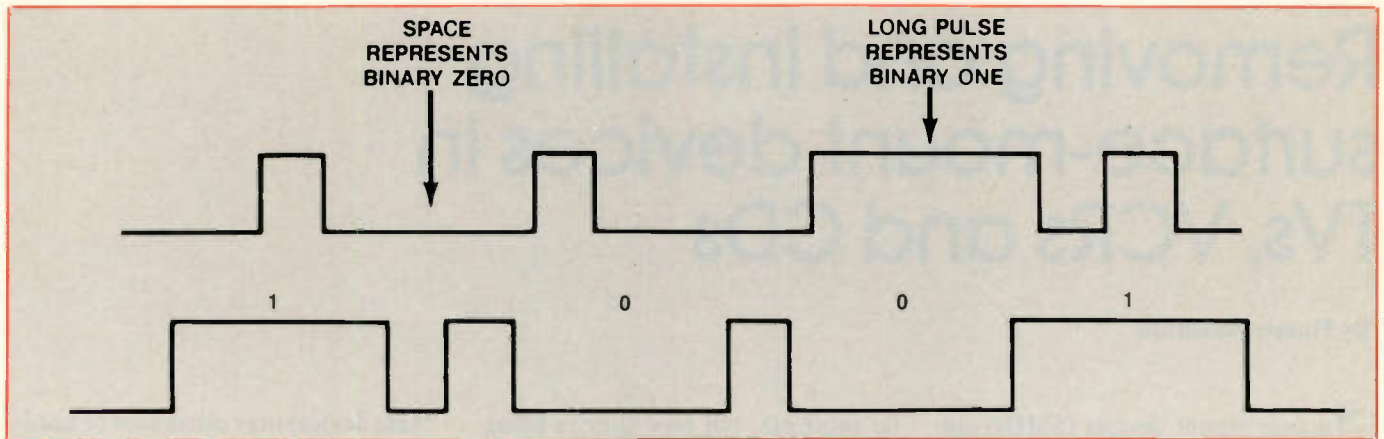 SPACE
REPRESENTS
BINARY ZERO
LONG PULSE
REPRESENTS
BINARY ONE
1 0 0 1